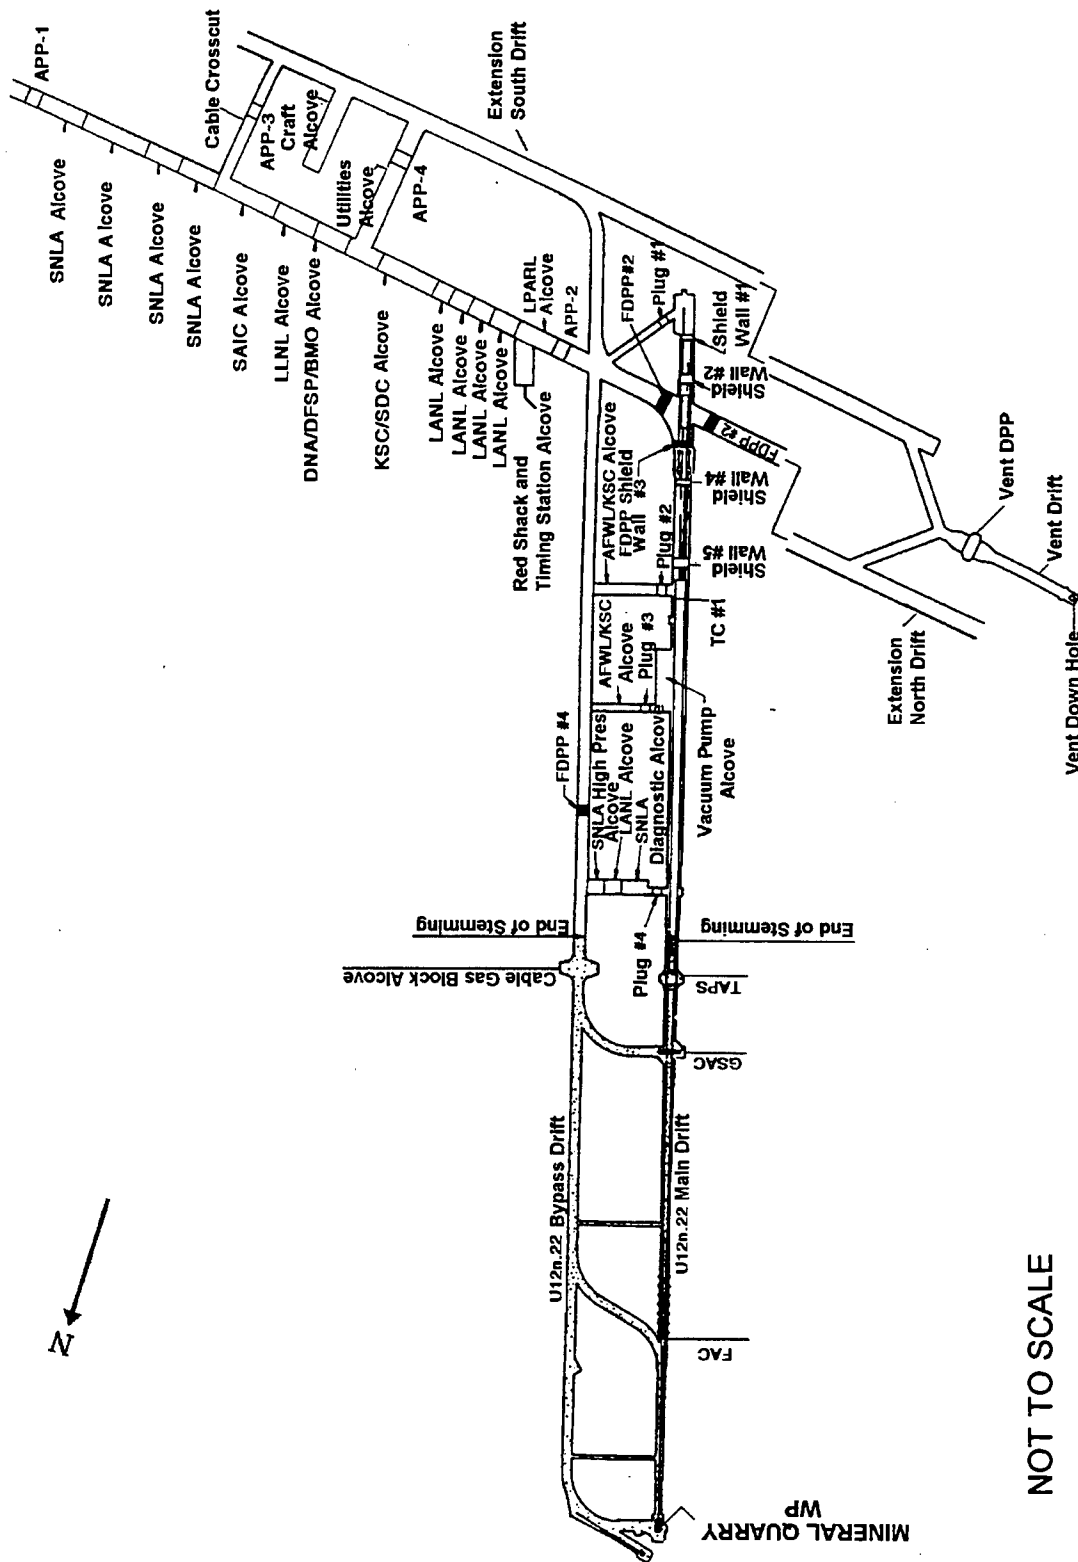 APP-1
SNLA Alcove
SNLA Alcove
SNLA Alcove
SNLA Alcove
Cable Crosscut
APP-3
Craft
Alcove
SAIC Alcove
LLNL Alcove
DNA/DFSP/BMO Alcove
Utilities
Alcove
APP-4
KSC/SDC Alcove
Extension
South Drift
LANL Alcove
LANL Alcove
LANL Alcove
LANL Alcove
LPARL
Alcove
APP-2
Red Shack and
Timing Station Alcove
FDPP#2
Plug #1
Shield
Wall #1
Shield
Wall #2
FDPP #2
AFWL/KSC Alcove
FDPP Shield
Wall #3
Plug #2
Shield
Wall #4
Shield
Wall #5
TC #1
AFWL/KSC
Alcove
Plug #3
Vacuum Pump
Alcove
FDPP #4
SNLA High Pres
Alcove
LANL Alcove
SNLA
Diagnostic Alcov
Plug #4
End of Stemming
End of Stemming
Cable Gas Block Alcove
TAPS
GSAC
U12n.22 Bypass Drift
U12n.22 Main Drift
FAC
MINERAL QUARRY
WP
Extension
North Drift
Vent DPP
Vent Drift
Vent Down Hole
N
NOT TO SCALE